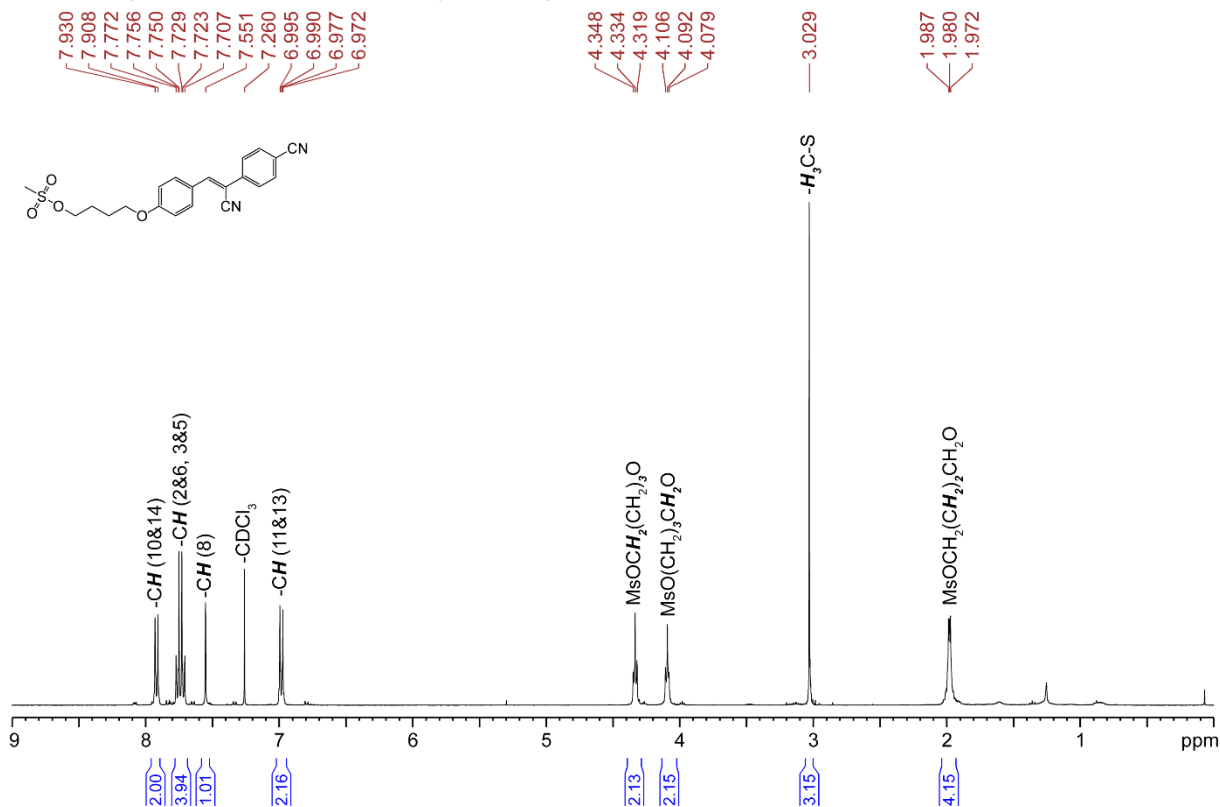 7.930
7.908
7.772
7.756
7.750
7.729
7.723
7.707
7.551
7.260
6.995
6.990
6.977
6.972
4.348
4.334
4.319
4.106
4.092
4.079
3.029
1.987
1.980
1.972
CN
O
S
O
O
O
CN
-CH (10&14)
-CH (2&6, 3&5)
-CH (8)
-CDCl₃
-CH (11&13)
MsOCH₂(CH₂)₃O
MsO(CH₂)₃CH₂O
-H₃C-S
MsOCH₂(CH₂)₂CH₂O
9 8 7 6 5 4 3 2 1 ppm
2.00
3.94
1.01
2.16
2.13
2.15
3.15
4.15